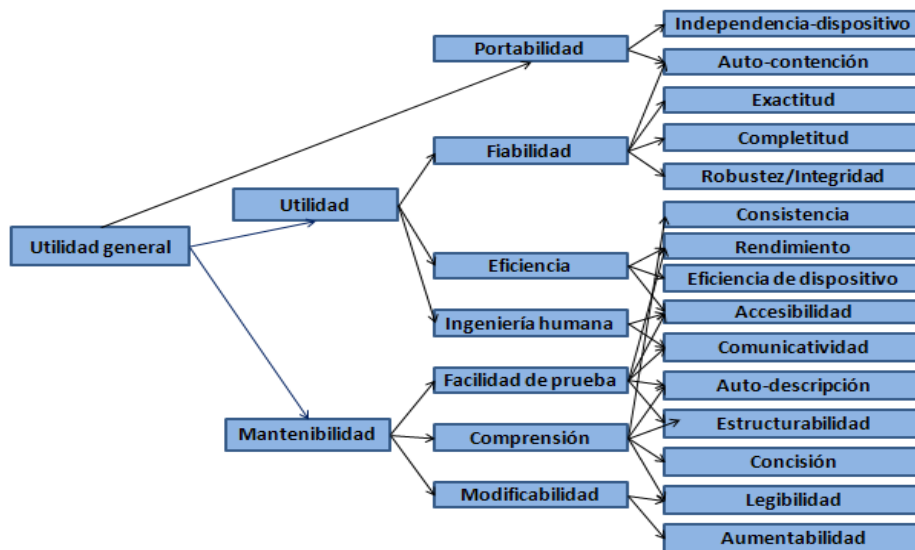 Independencia-dispositivo
Portabilidad
Auto-contención
Exactitud
Completitud
Fiabilidad
Robustez/Integridad
Utilidad
Consistencia
Utilidad general
Rendimiento
Eficiencia
Eficiencia de dispositivo
Accesibilidad
Ingeniería humana
Comunicatividad
Facilidad de prueba
Auto-descripción
Estructurabilidad
Mantenibilidad
Comprensión
Concisión
Modificabilidad
Legibilidad
Aumentabilidad